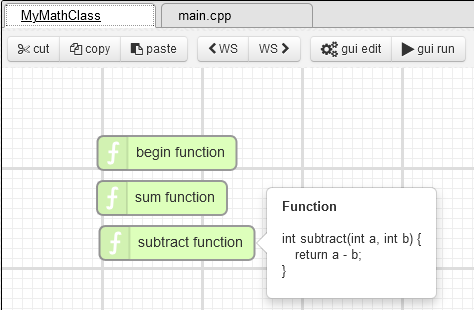 MyMathClass
main.cpp
cut copy paste < WS WS > gui edit gui run
begin function
sum function
subtract function
Function
int subtract(int a, int b) {
return a - b;
}